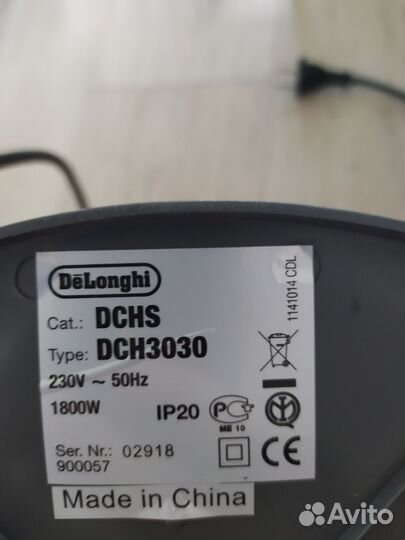 DēLonghi
Cat.: DCHS
Type: DCH3030
230V ~ 50Hz
1800W
IP20
ME 10
Ser. Nr.: 02918
900057
CE
Made in China
1141014 CDL
Avito